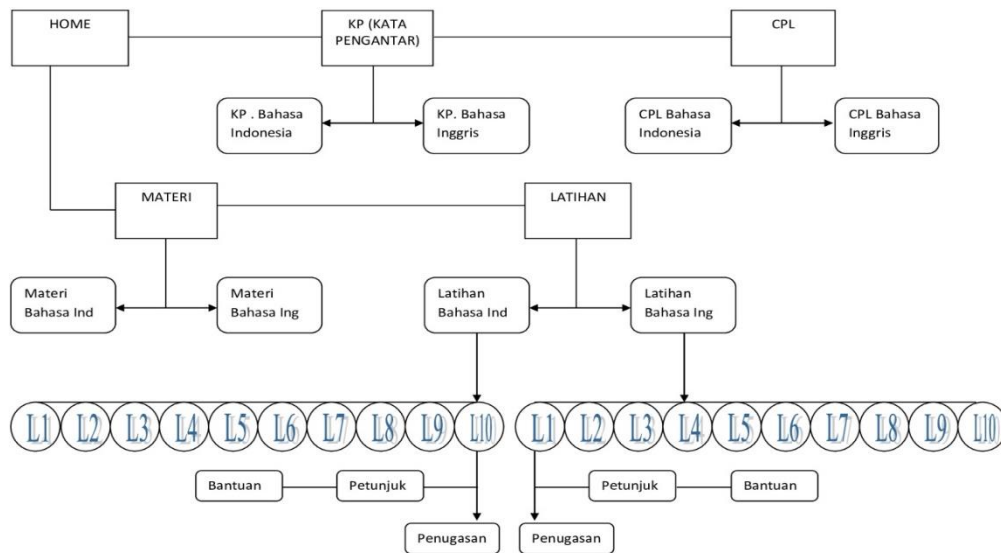 HOME
KP (KATA
PENGANTAR)
CPL
KP . Bahasa
Indonesia
KP. Bahasa
Inggris
CPL Bahasa
Indonesia
CPL Bahasa
Inggris
MATERI
LATIHAN
Materi
Bahasa Ind
Materi
Bahasa Ing
Latihan
Bahasa Ind
Latihan
Bahasa Ing
L1 L2 L3 L4 L5 L6 L7 L8 L9 L10
L1 L2 L3 L4 L5 L6 L7 L8 L9 L10
Bantuan
Petunjuk
Petunjuk
Bantuan
Penugasan
Penugasan